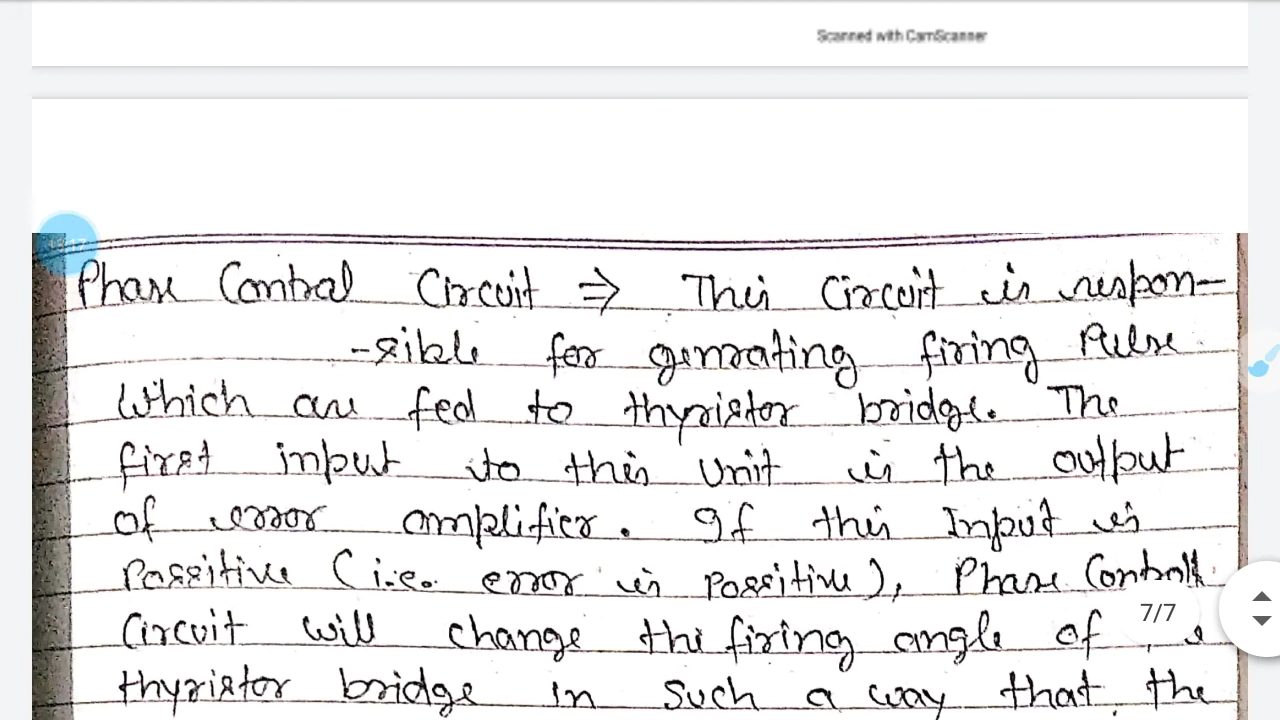 Scanned with CamScanner
Phase Control Circuit ⇒ This Circuit is respon-
-sible for genrating firing Pulse
Which are fed to thyristor bridge. The
first input to this Unit is the output
of error amplifier. If this Input is
Possitive (i.e. error is Possitive), Phase Control
7/7
Circuit will change the firing angle of
thyristor bridge in such a way that the